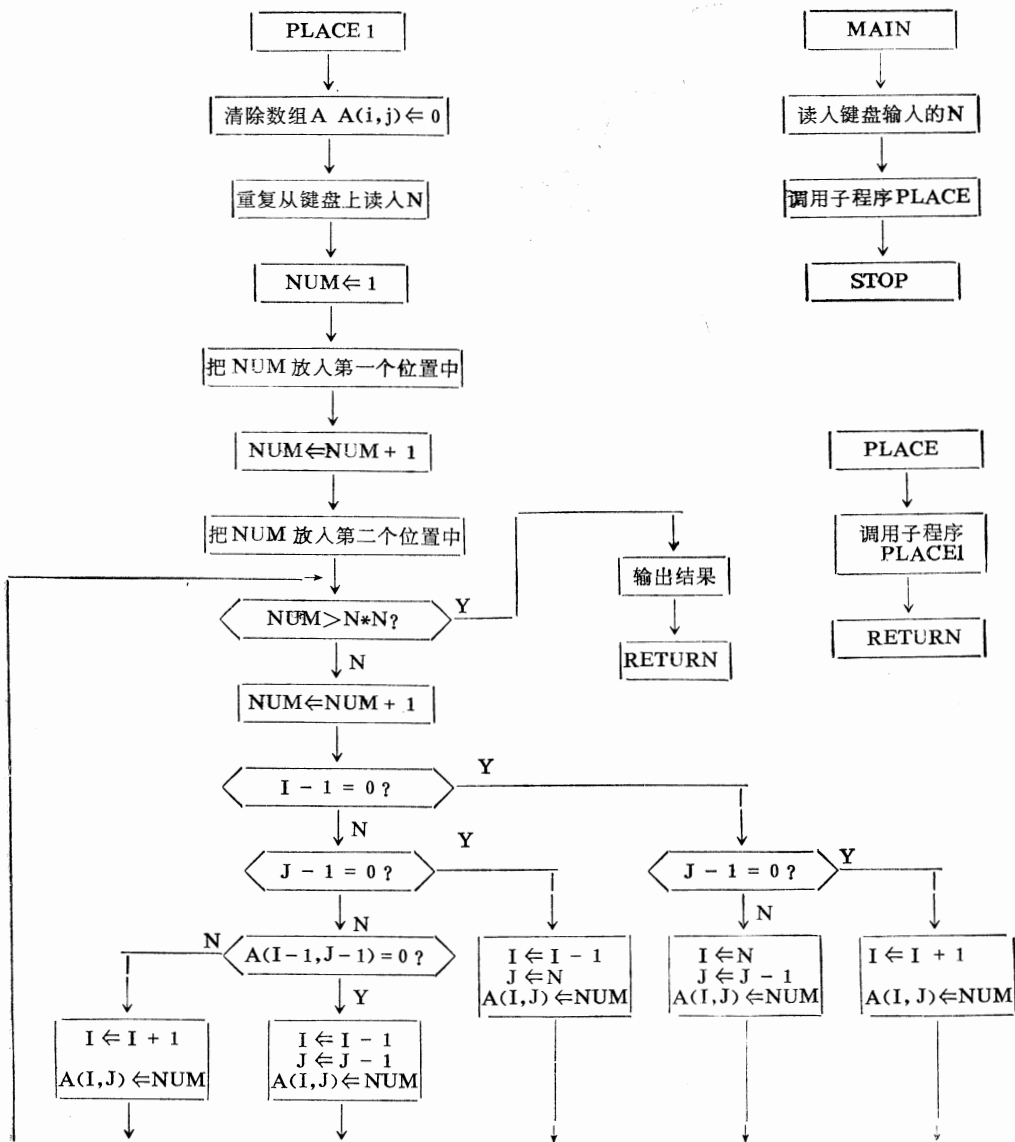 PLACE 1
清除数组A A(i,j)⇐0
重复从键盘上读入N
NUM⇐1
把NUM放入第一个位置中
NUM⇐NUM+1
把NUM放入第二个位置中
NUM>N*N?
Y
N
输出结果
RETURN
NUM⇐NUM+1
I-1=0?
Y
N
J-1=0?
Y
N
J-1=0?
Y
N
A(I-1,J-1)=0?
N
Y
I⇐I+1
A(I,J)⇐NUM
I⇐I-1
J⇐J-1
A(I,J)⇐NUM
I⇐I-1
J⇐N
A(I,J)⇐NUM
I⇐N
J⇐J-1
A(I,J)⇐NUM
I⇐I+1
A(I,J)⇐NUM
MAIN
读入键盘输入的N
调用子程序PLACE
STOP
PLACE
调用子程序
PLACE1
RETURN